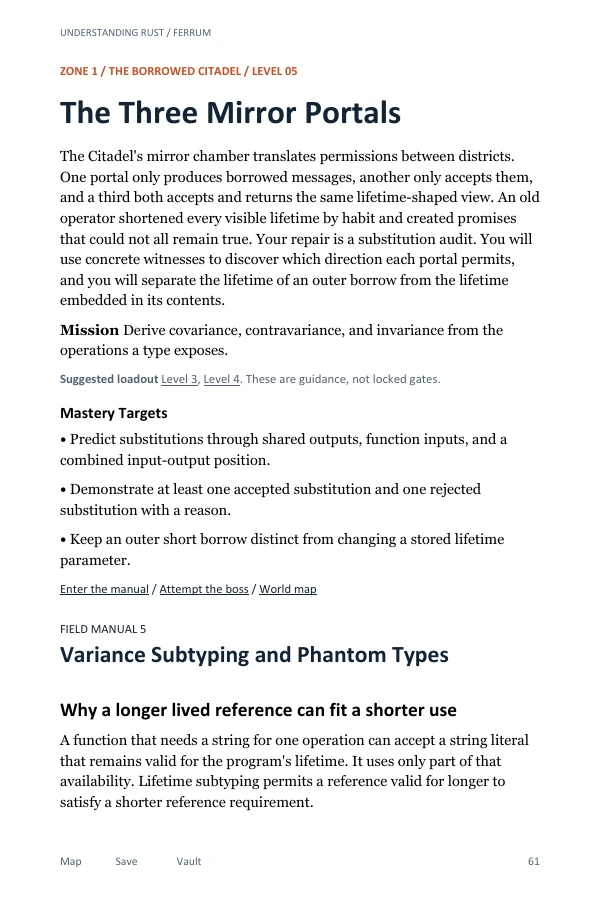 UNDERSTANDING RUST / FERRUM
ZONE 1 / THE BORROWED CITADEL / LEVEL 05
The Three Mirror Portals
The Citadel's mirror chamber translates permissions between districts.
One portal only produces borrowed messages, another only accepts them,
and a third both accepts and returns the same lifetime-shaped view. An old
operator shortened every visible lifetime by habit and created promises
that could not all remain true. Your repair is a substitution audit. You will
use concrete witnesses to discover which direction each portal permits,
and you will separate the lifetime of an outer borrow from the lifetime
embedded in its contents.
Mission Derive covariance, contravariance, and invariance from the
operations a type exposes.
Suggested loadout Level 3, Level 4. These are guidance, not locked gates.
Mastery Targets
• Predict substitutions through shared outputs, function inputs, and a
combined input-output position.
• Demonstrate at least one accepted substitution and one rejected
substitution with a reason.
• Keep an outer short borrow distinct from changing a stored lifetime
parameter.
Enter the manual / Attempt the boss / World map
FIELD MANUAL 5
Variance Subtyping and Phantom Types
Why a longer lived reference can fit a shorter use
A function that needs a string for one operation can accept a string literal
that remains valid for the program's lifetime. It uses only part of that
availability. Lifetime subtyping permits a reference valid for longer to
satisfy a shorter reference requirement.
Map Save Vault 61